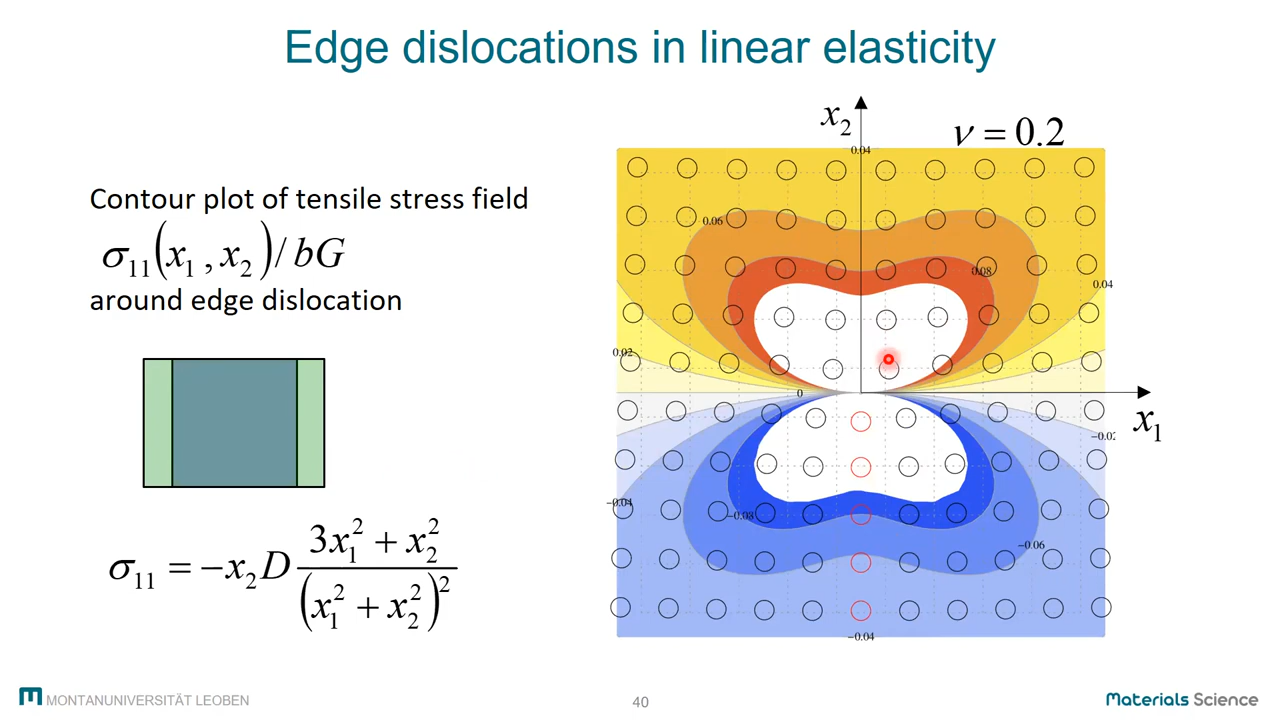 Edge dislocations in linear elasticity
x₂
ν = 0.2
0.04
Contour plot of tensile stress field
σ₁₁(x₁ , x₂)/ bG
around edge dislocation
0.06
0.08
0.04
0.02
0
x₁
-0.02
-0.04
-0.08
-0.06
-0.04
σ₁₁ = −x₂D (3x₁² + x₂²) / (x₁² + x₂²)²
MONTANUNIVERSITÄT LEOBEN
40
Materials Science